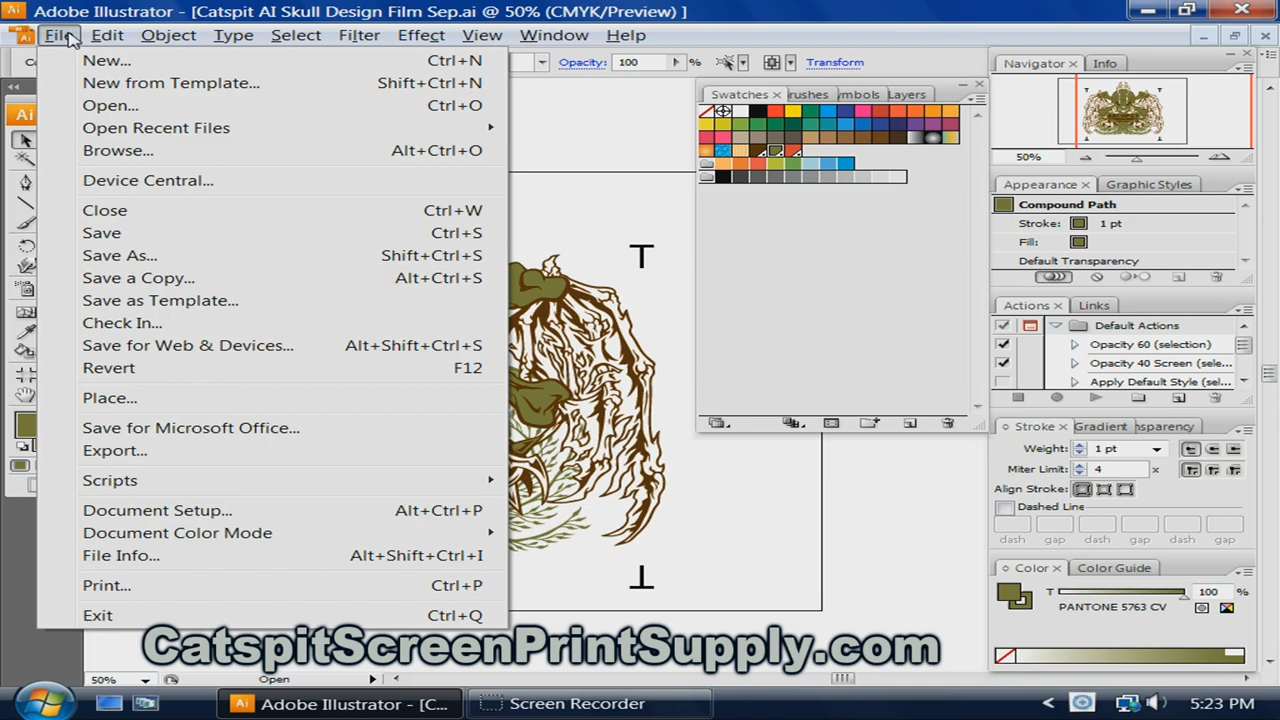 Adobe Illustrator - [Catspit AI Skull Design Film Sep.ai @ 50% (CMYK/Preview) ]
File Edit Object Type Select Filter Effect View Window Help
New... Ctrl+N
New from Template... Shift+Ctrl+N
Open... Ctrl+O
Open Recent Files
Browse... Alt+Ctrl+O
Device Central...
Close Ctrl+W
Save Ctrl+S
Save As... Shift+Ctrl+S
Save a Copy... Alt+Ctrl+S
Save as Template...
Check In...
Save for Web & Devices... Alt+Shift+Ctrl+S
Revert F12
Place...
Save for Microsoft Office...
Export...
Scripts
Document Setup... Alt+Ctrl+P
Document Color Mode
File Info... Alt+Shift+Ctrl+I
Print... Ctrl+P
Exit Ctrl+Q
Opacity: 100 % Transform
Swatches rushes ymbols Layers
Navigator Info
50%
Appearance Graphic Styles
Compound Path
Stroke: 1 pt
Fill:
Default Transparency
Actions Links
Default Actions
Opacity 60 (selection)
Opacity 40 Screen (sele...
Apply Default Style (sel...
Stroke Gradient nsparency
Weight: 1 pt
Miter Limit: 4 x
Align Stroke:
Dashed Line
dash gap dash gap dash gap
Color Color Guide
T 100 %
PANTONE 5763 CV
CatspitScreenPrintSupply.com
50% Open
Adobe Illustrator - [C... Screen Recorder 5:23 PM